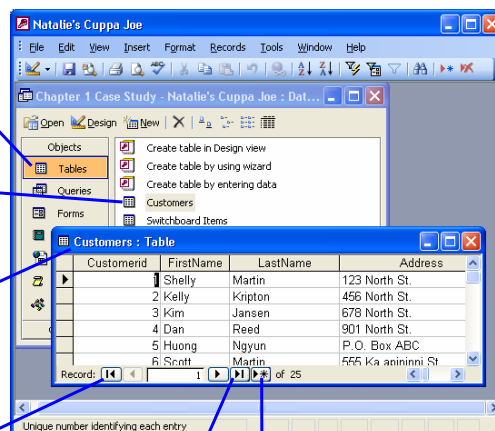 Natalie's Cuppa Joe
File Edit View Insert Format Records Tools Window Help
Chapter 1 Case Study - Natalie's Cuppa Joe : Dat...
Open Design New
Objects
Create table in Design view
Tables
Create table by using wizard
Queries
Create table by entering data
Customers
Forms
Switchboard Items
Customers : Table
Customerid FirstName LastName Address
1 Shelly Martin 123 North St.
2 Kelly Kripton 456 North St.
3 Kim Jansen 678 North St.
4 Dan Reed 901 North St.
5 Huong Ngyun P.O. Box ABC
6 Scott Martin 555 Ka apininni St
Record: 1 of 25
Unique number identifying each entry